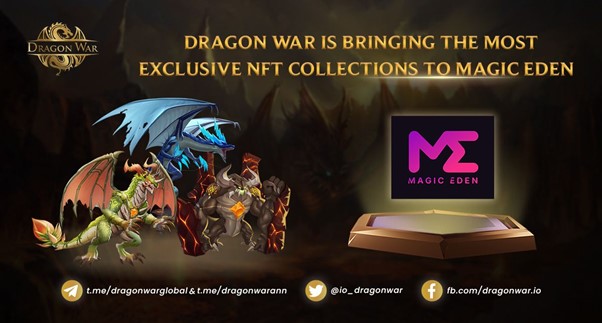 DRAGON WAR
DRAGON WAR IS BRINGING THE MOST
EXCLUSIVE NFT COLLECTIONS TO MAGIC EDEN
ME
MAGIC EDEN
t.me/dragonwarglobal & t.me/dragonwarann
@io_dragonwar
fb.com/dragonwar.io